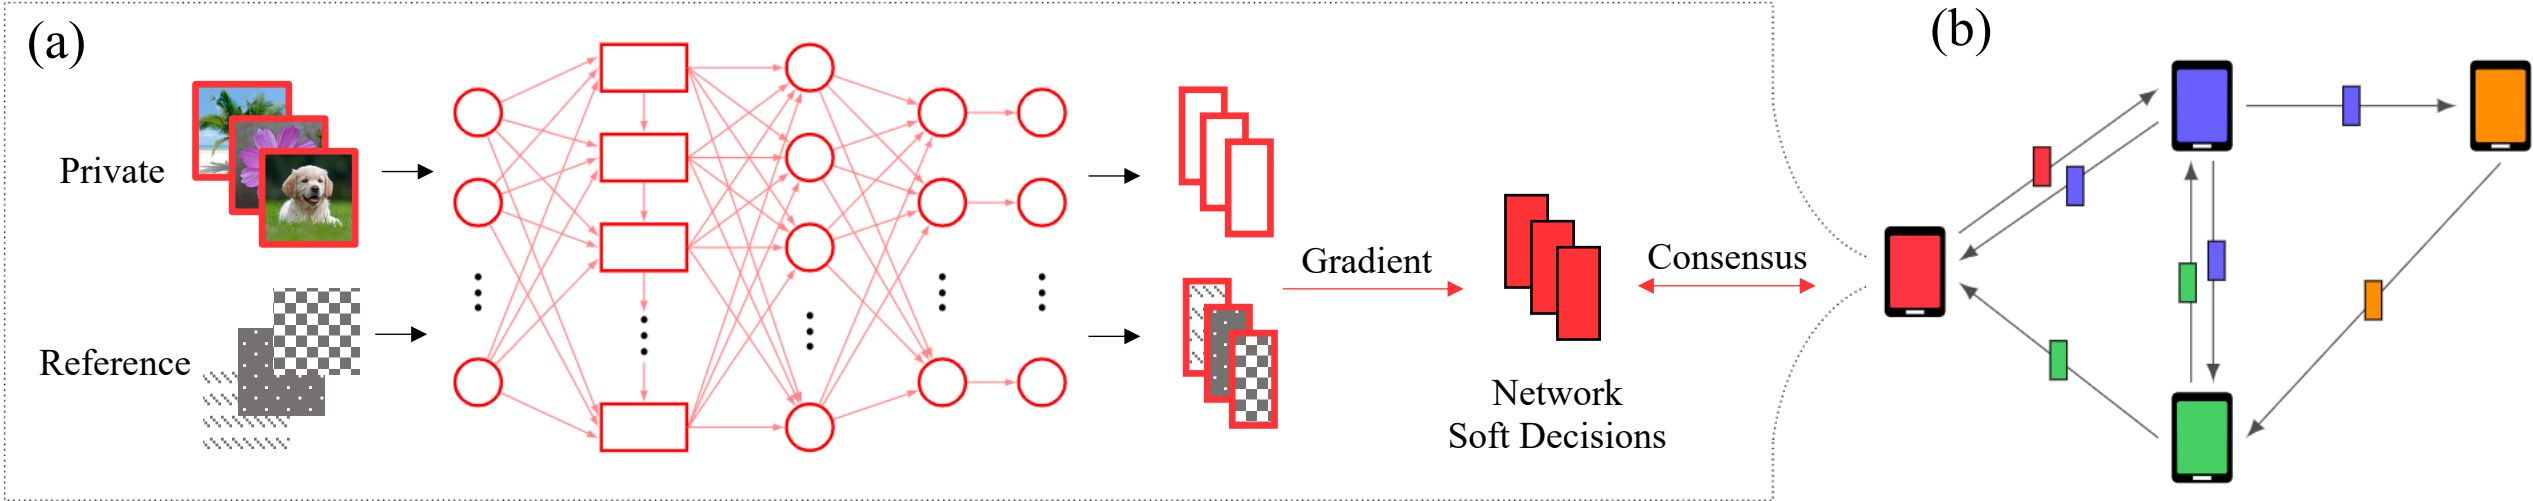 (a)
(b)
Private
Reference
Gradient
Consensus
Network
Soft Decisions